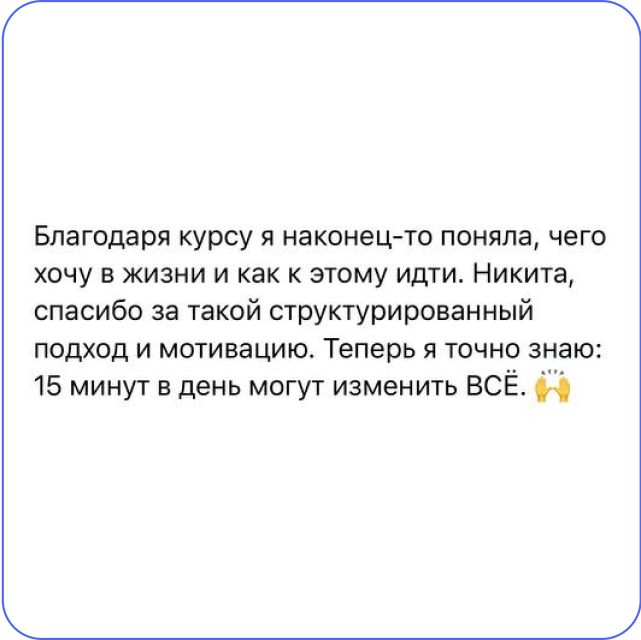 Благодаря курсу я наконец-то поняла, чего
хочу в жизни и как к этому идти. Никита,
спасибо за такой структурированный
подход и мотивацию. Теперь я точно знаю:
15 минут в день могут изменить ВСЁ. 🙌